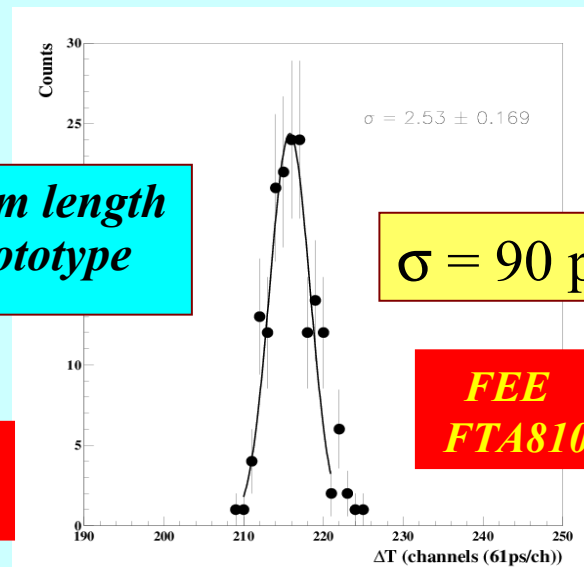 Counts
30
25
10
5
0
σ = 2.53 ± 0.169
length
σ = 90
FEE
FTA810
190
200
210
220
230
240
250
ΔT (channels (61ps/ch))